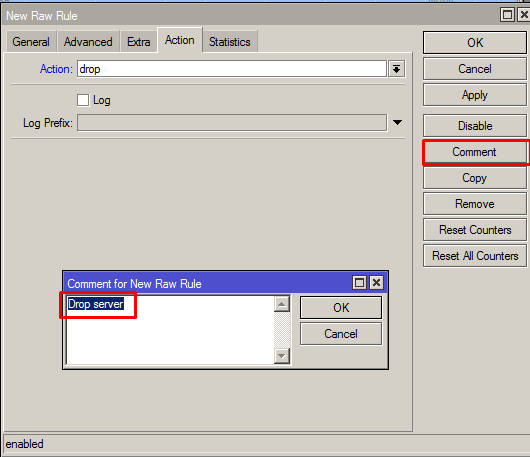 New Raw Rule
General Advanced Extra Action Statistics
Action: drop
Log
Log Prefix:
OK
Cancel
Apply
Disable
Comment
Copy
Remove
Reset Counters
Reset All Counters
Comment for New Raw Rule
Drop server
OK
Cancel
enabled